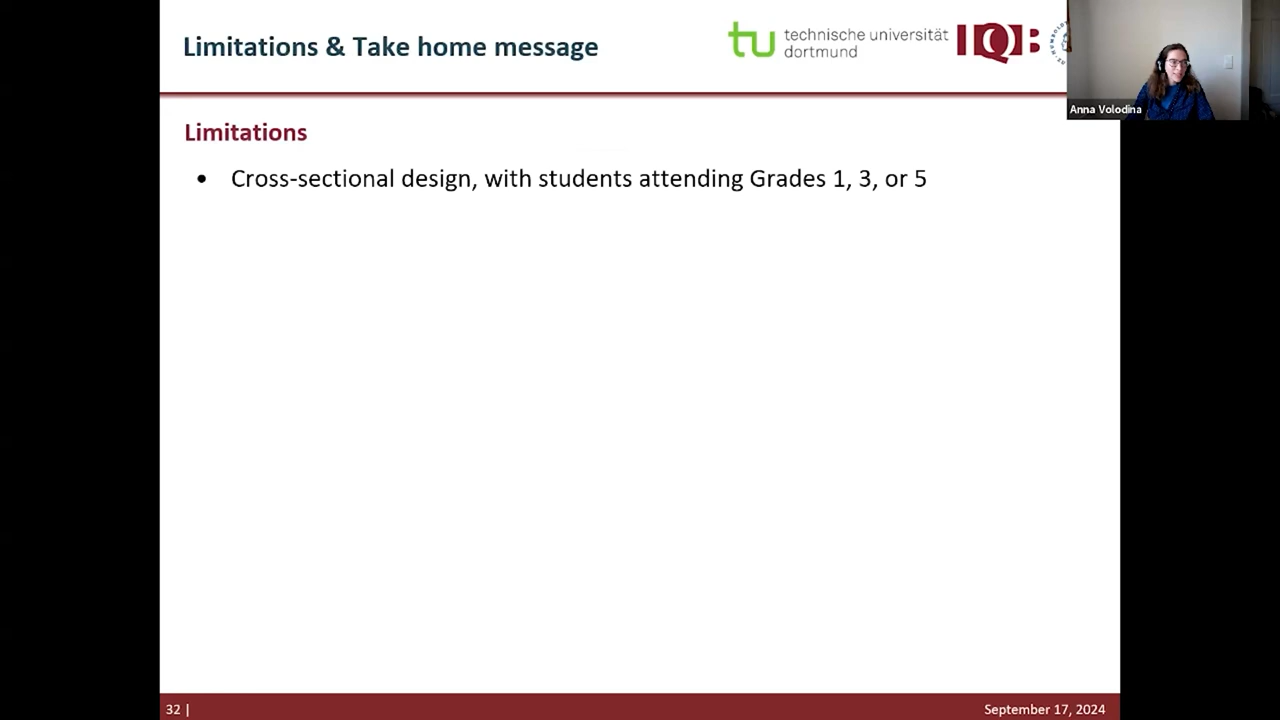 Limitations & Take home message
technische universität
dortmund
IQB
Anna Volodina
Limitations
• Cross-sectional design, with students attending Grades 1, 3, or 5
32 |
September 17, 2024